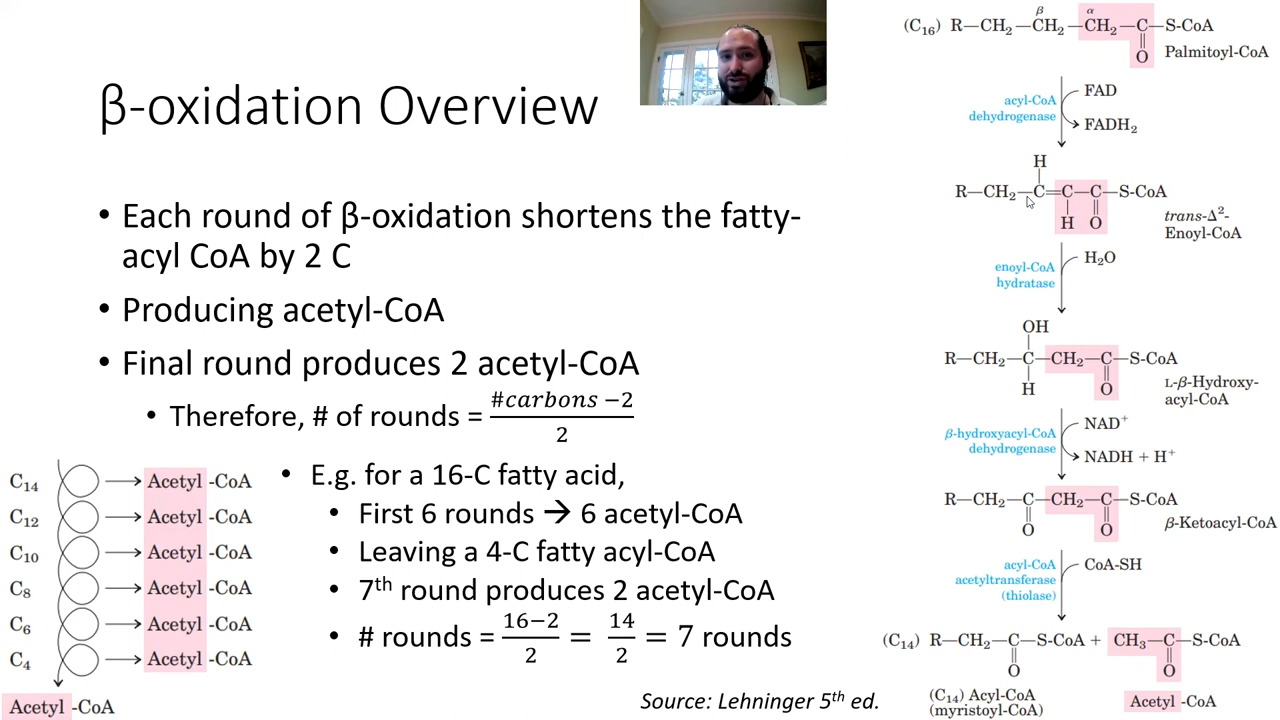 β-oxidation Overview
• Each round of β-oxidation shortens the fatty-
acyl CoA by 2 C
• Producing acetyl-CoA
• Final round produces 2 acetyl-CoA
• Therefore, # of rounds = #carbons −2 / 2
• E.g. for a 16-C fatty acid,
• First 6 rounds → 6 acetyl-CoA
• Leaving a 4-C fatty acyl-CoA
• 7th round produces 2 acetyl-CoA
• # rounds = 16−2 / 2 = 14 / 2 = 7 rounds
Source: Lehninger 5th ed.
C14 Acetyl -CoA
C12 Acetyl -CoA
C10 Acetyl -CoA
C8 Acetyl -CoA
C6 Acetyl -CoA
C4 Acetyl -CoA
Acetyl -CoA
β α
(C16) R—CH2—CH2—CH2—C—S-CoA
O
Palmitoyl-CoA
acyl-CoA
dehydrogenase
FAD
FADH2
H
R—CH2—C=C—C—S-CoA
H O
trans-Δ2-
Enoyl-CoA
enoyl-CoA
hydratase
H2O
OH
R—CH2—C—CH2—C—S-CoA
H O
L-β-Hydroxy-
acyl-CoA
β-hydroxyacyl-CoA
dehydrogenase
NAD+
NADH + H+
R—CH2—C—CH2—C—S-CoA
O O
β-Ketoacyl-CoA
acyl-CoA
acetyltransferase
(thiolase)
CoA-SH
(C14) R—CH2—C—S-CoA + CH3—C—S-CoA
O O
(C14) Acyl-CoA
(myristoyl-CoA)
Acetyl -CoA